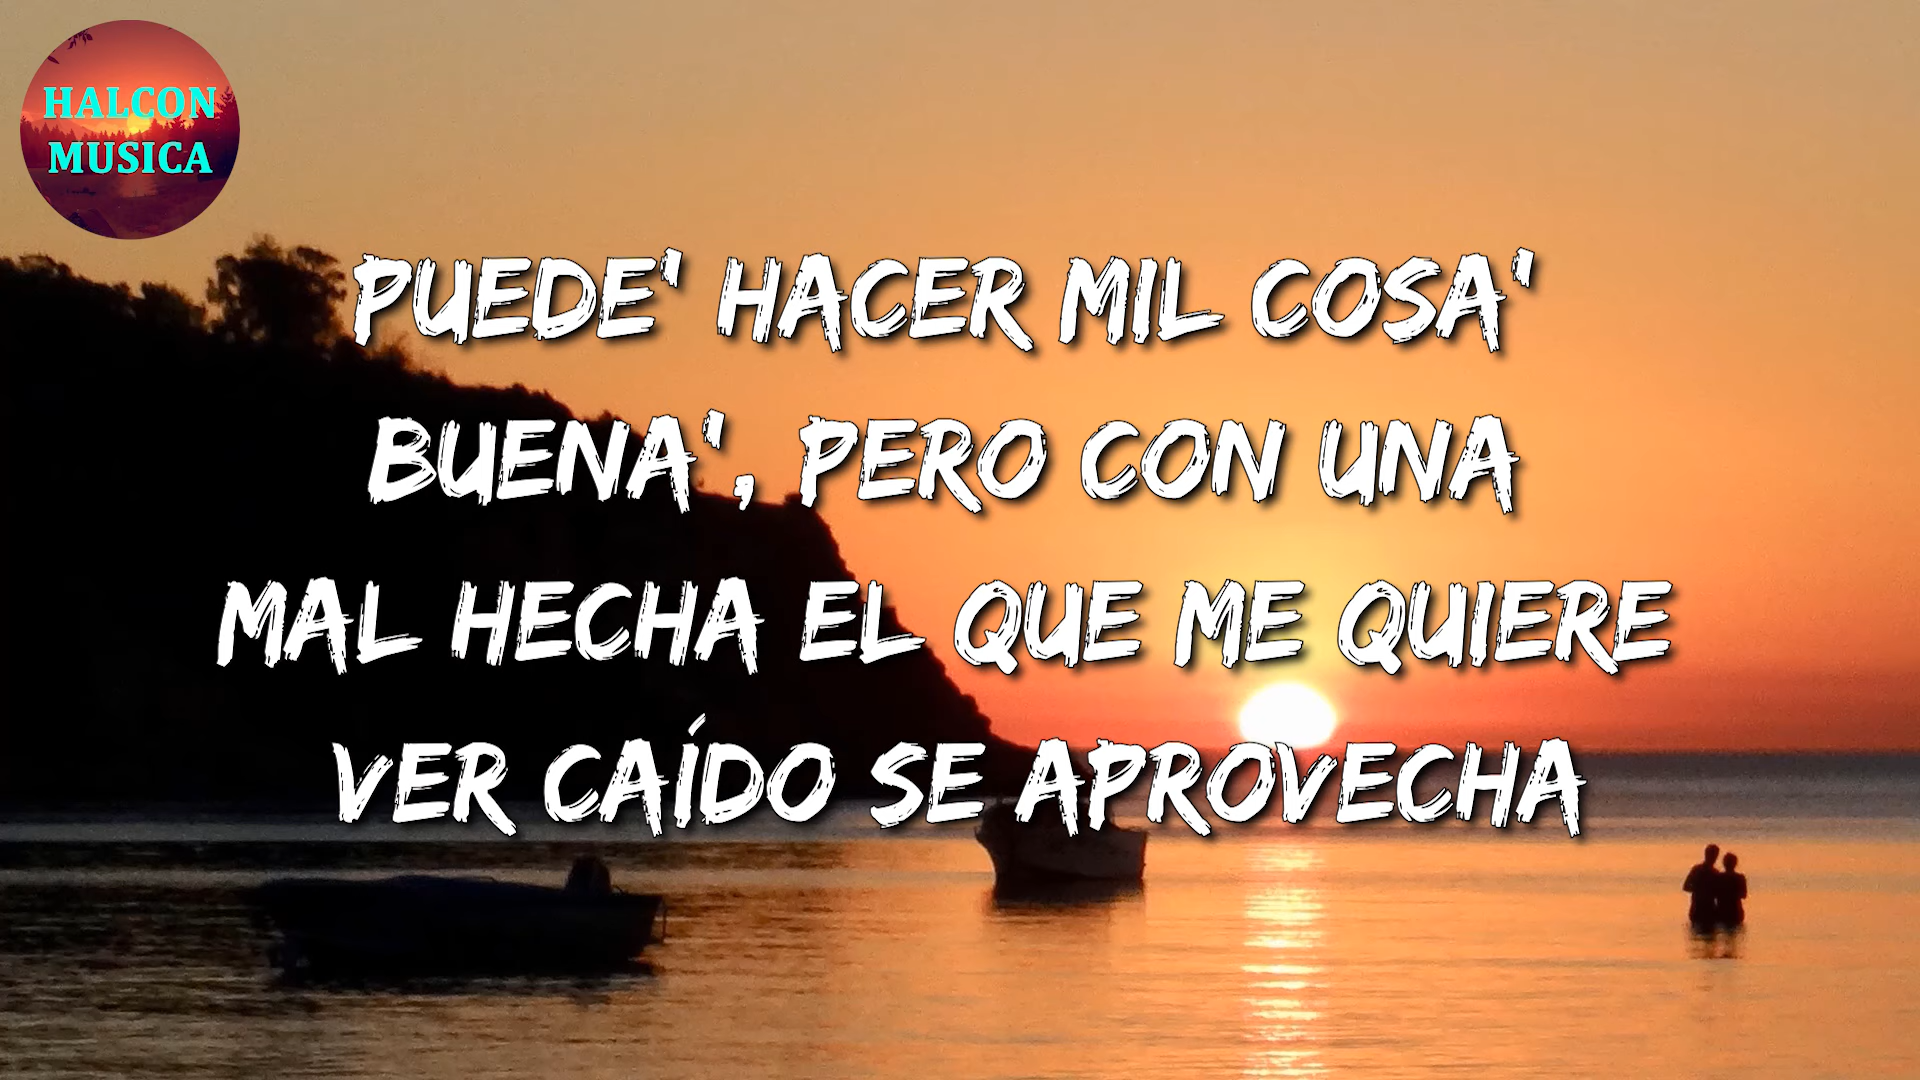 HALCON
MUSICA
PUEDE' HACER MIL COSA'
BUENA', PERO CON UNA
MAL HECHA EL QUE ME QUIERE
VER CAÍDO SE APROVECHA